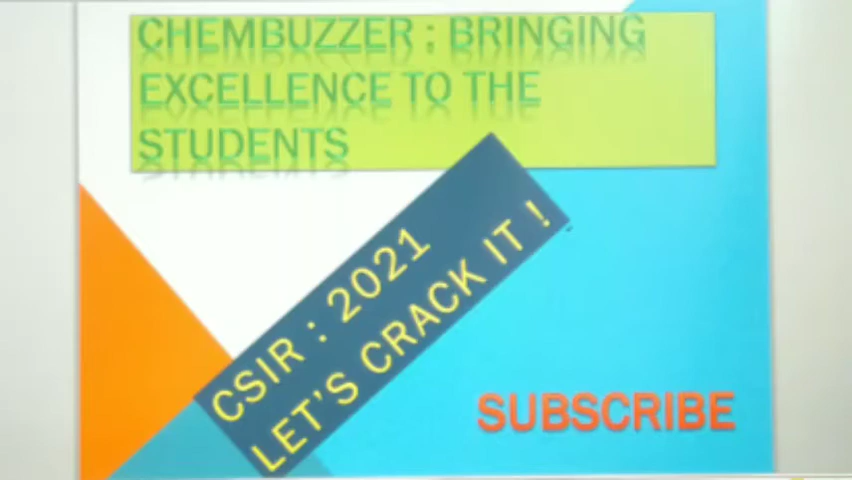 CHEMBUZZER : BRINGING
EXCELLENCE TO THE
STUDENTS
CSIR : 2021
LET'S CRACK IT !
SUBSCRIBE